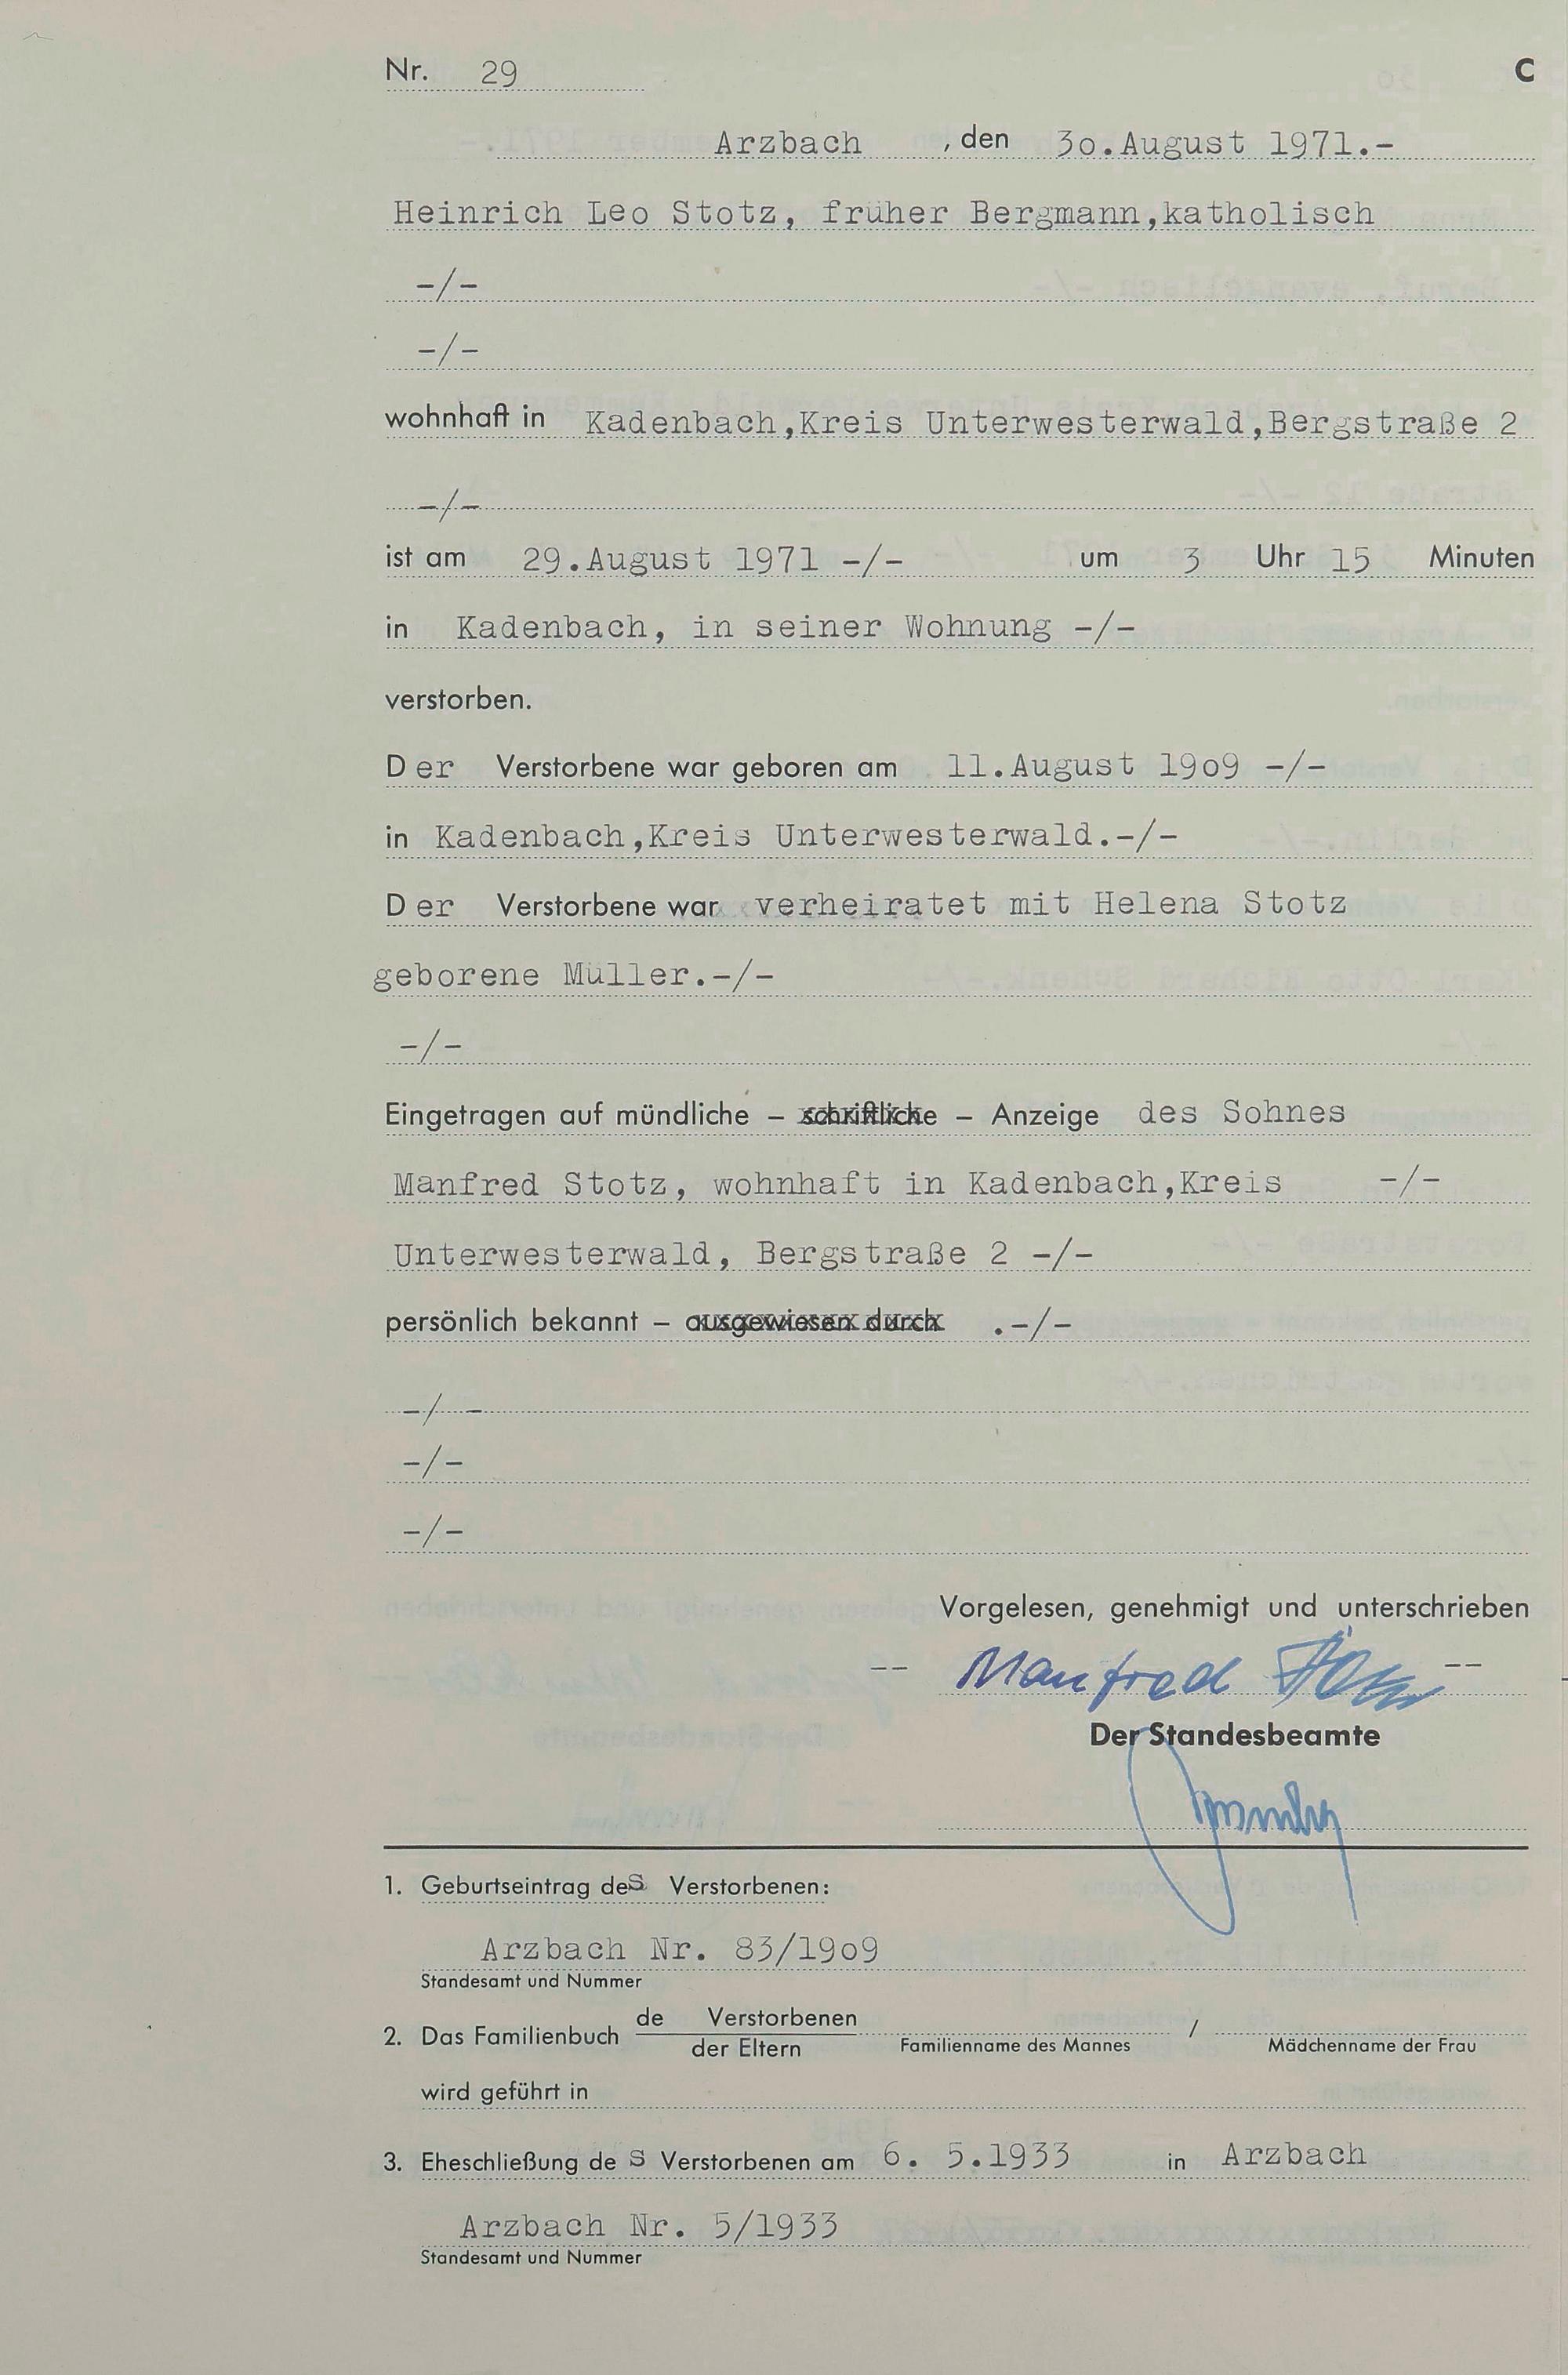 Nr. 29 C
Arzbach , den 3o.August 1971.-
Heinrich Leo Stotz, früher Bergmann,katholisch
-/-
-/-
wohnhaft in Kadenbach,Kreis Unterwesterwald,Bergstraße 2
-/-
ist am 29.August 1971 -/- um 3 Uhr 15 Minuten
in Kadenbach, in seiner Wohnung -/-
verstorben.
Der Verstorbene war geboren am 11.August 19o9 -/-
in Kadenbach,Kreis Unterwesterwald.-/-
Der Verstorbene war verheiratet mit Helena Stotz
geborene Müller.-/-
-/-
Eingetragen auf mündliche – schriftliche – Anzeige des Sohnes
Manfred Stotz, wohnhaft in Kadenbach,Kreis -/-
Unterwesterwald, Bergstraße 2 -/-
persönlich bekannt – ausgewiesen durch .-/-
-/-
-/-
-/-
Vorgelesen, genehmigt und unterschrieben
-- Manfred Stotz --
Der Standesbeamte
1. Geburtseintrag des Verstorbenen:
Arzbach Nr. 83/19o9
Standesamt und Nummer
2. Das Familienbuch de Verstorbenen
der Eltern Familienname des Mannes / Mädchenname der Frau
wird geführt in
3. Eheschließung de s Verstorbenen am 6. 5.1933 in Arzbach
Arzbach Nr. 5/1933
Standesamt und Nummer